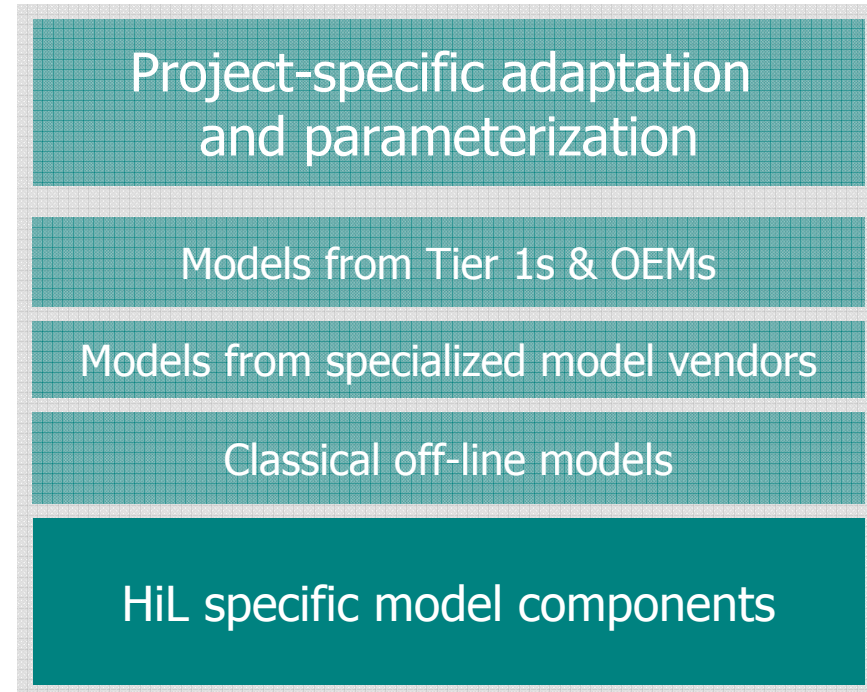 Project-specific adaptation
and parameterization
Models from Tier 1s & OEMs
Models from specialized model vendors
Classical off-line models
HiL specific model components